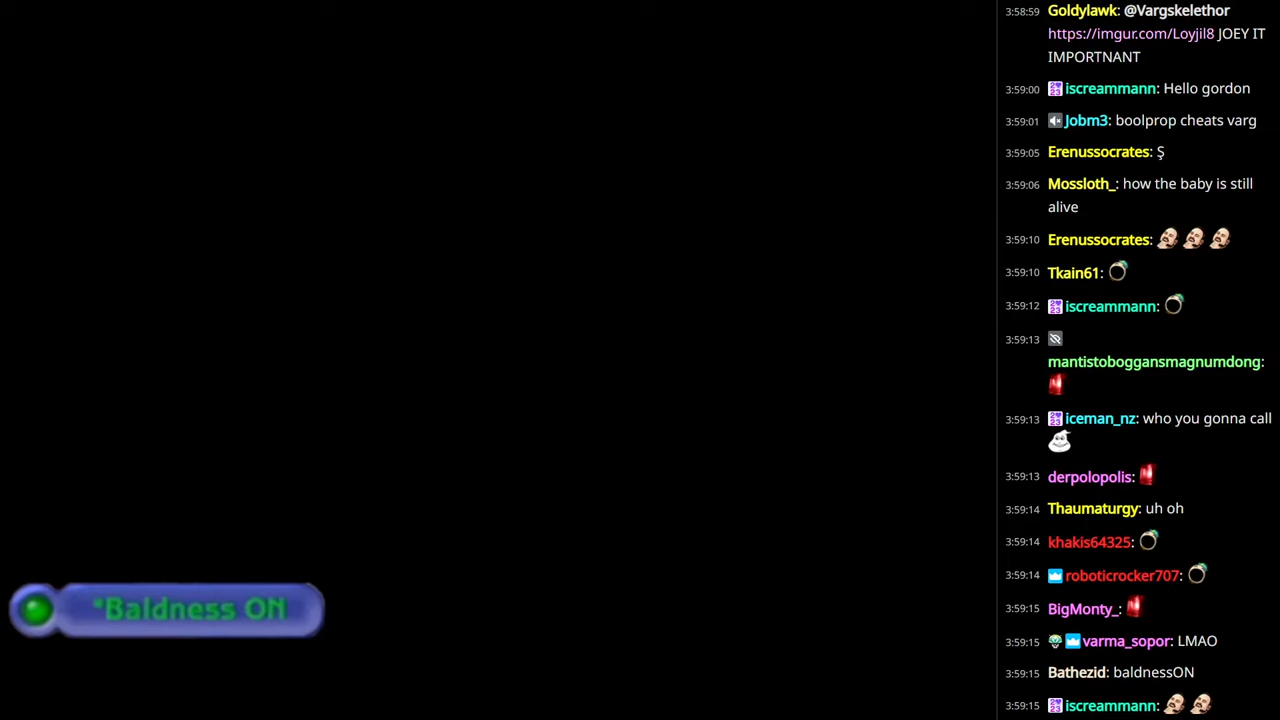 3:58:59 Goldylawk: @Vargskelethor
https://imgur.com/Loyjil8 JOEY IT
IMPORTNANT
3:59:00 iscreammann: Hello gordon
3:59:01 Jobm3: boolprop cheats varg
3:59:05 Erenussocrates: Ş
3:59:06 Mossloth_: how the baby is still
alive
3:59:10 Erenussocrates:
3:59:10 Tkain61:
3:59:12 iscreammann:
3:59:13
mantistoboggansmagnumdong:
3:59:13 iceman_nz: who you gonna call
3:59:13 derpolopolis:
3:59:14 Thaumaturgy: uh oh
3:59:14 khakis64325:
3:59:14 roboticrocker707:
3:59:15 BigMonty_:
3:59:15 varma_sopor: LMAO
3:59:15 Bathezid: baldnessON
3:59:15 iscreammann:
*Baldness ON